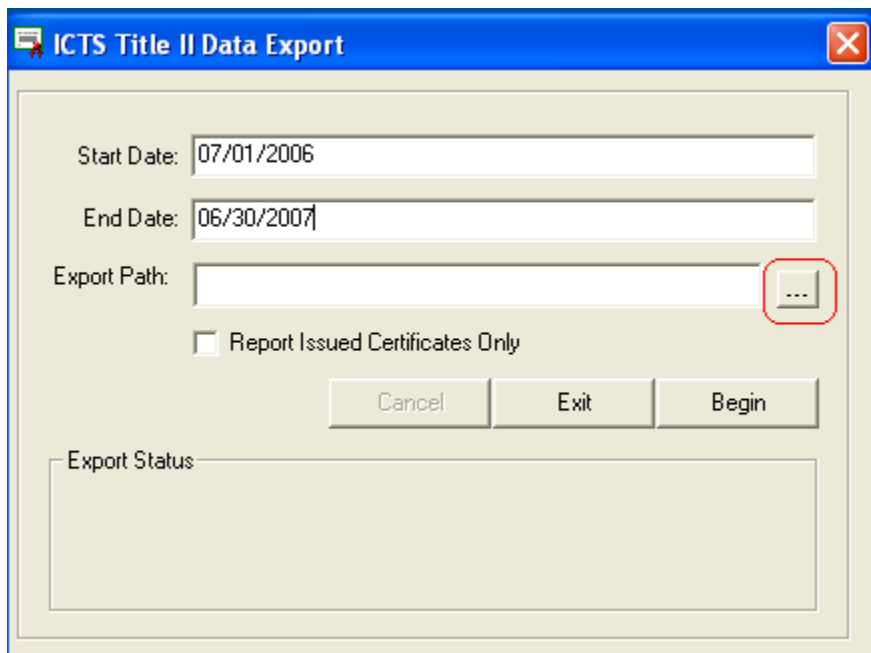 ICTS Title II Data Export
Start Date: 07/01/2006
End Date: 06/30/2007
Export Path:
...
Report Issued Certificates Only
Cancel Exit Begin
Export Status